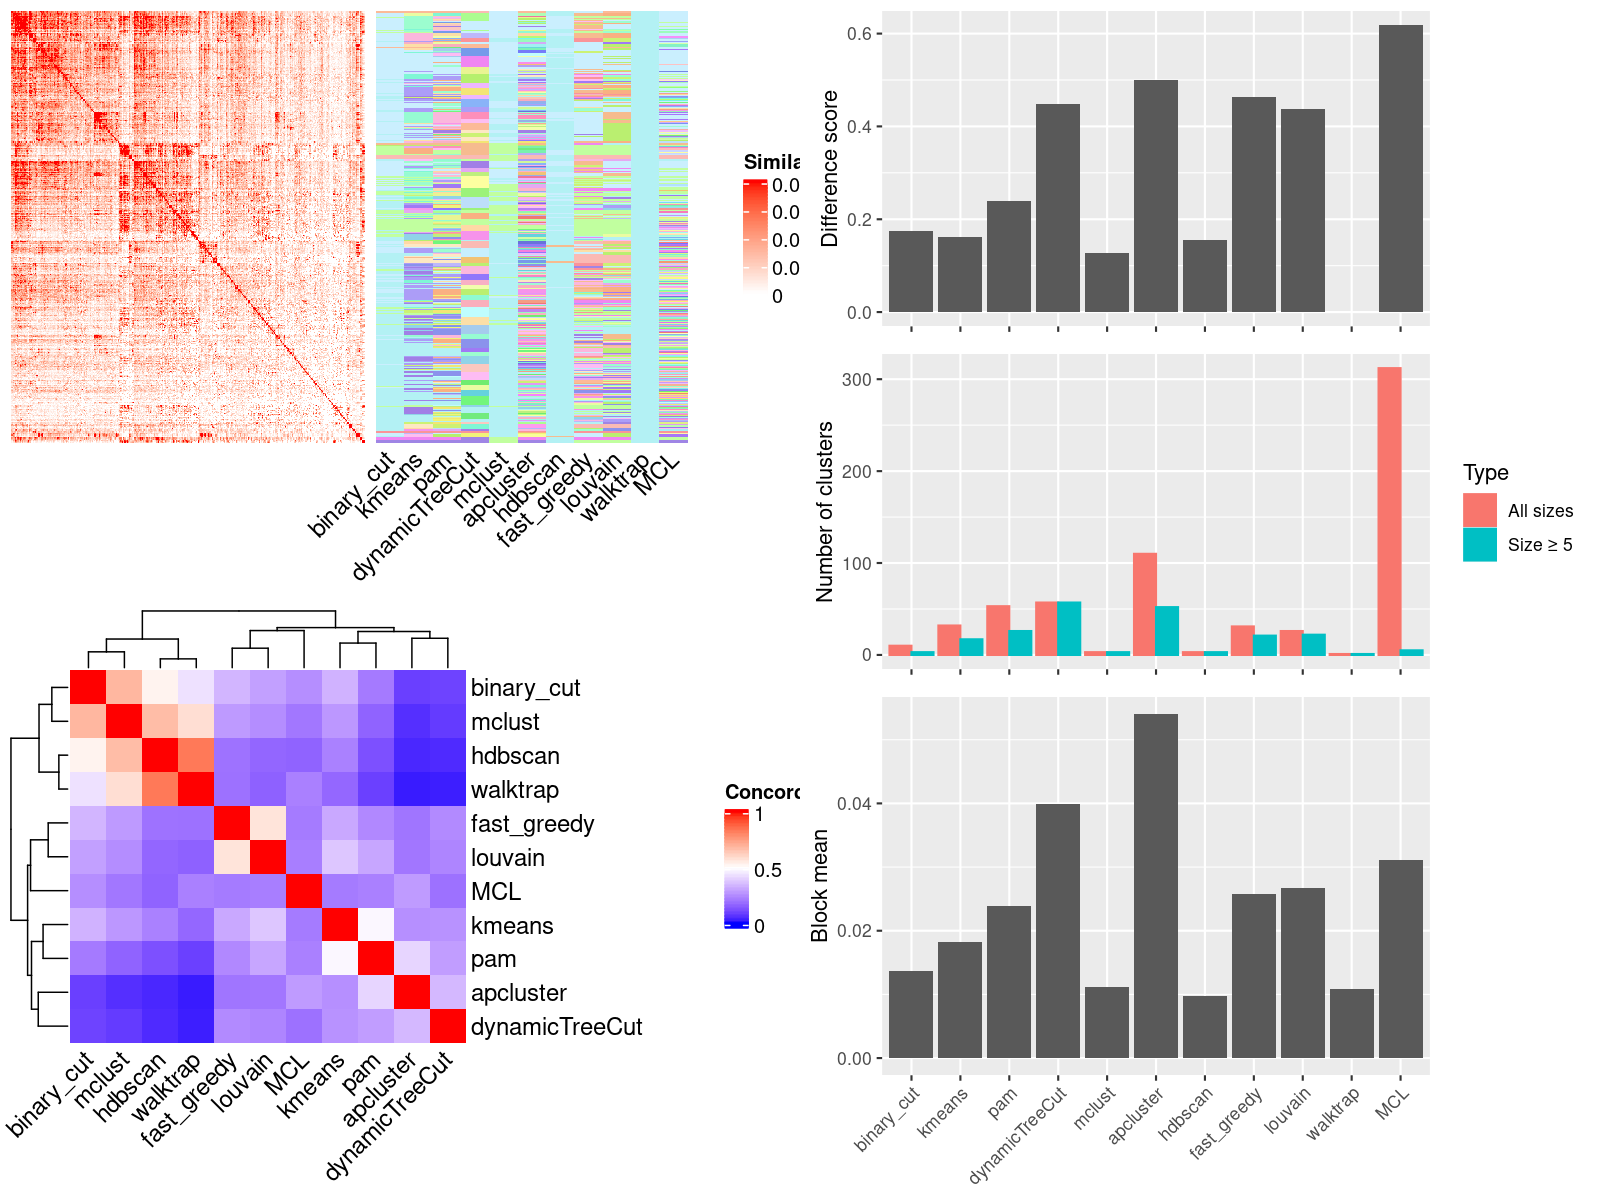 Simila
0.0
0.0
0.0
0.0
0
binary_cut
kmeans
pam
dynamicTreeCut
mclust
apcluster
hdbscan
fast_greedy
louvain
walktrap
MCL
binary_cut
mclust
hdbscan
walktrap
fast_greedy
louvain
MCL
kmeans
pam
apcluster
dynamicTreeCut
binary_cut
mclust
hdbscan
walktrap
fast_greedy
louvain
MCL
kmeans
pam
apcluster
dynamicTreeCut
Concord
1
0.5
0
Difference score
0.6
0.4
0.2
0.0
Number of clusters
300
200
100
0
Type
All sizes
Size ≥ 5
Block mean
0.04
0.02
0.00
binary_cut
kmeans
pam
dynamicTreeCut
mclust
apcluster
hdbscan
fast_greedy
louvain
walktrap
MCL